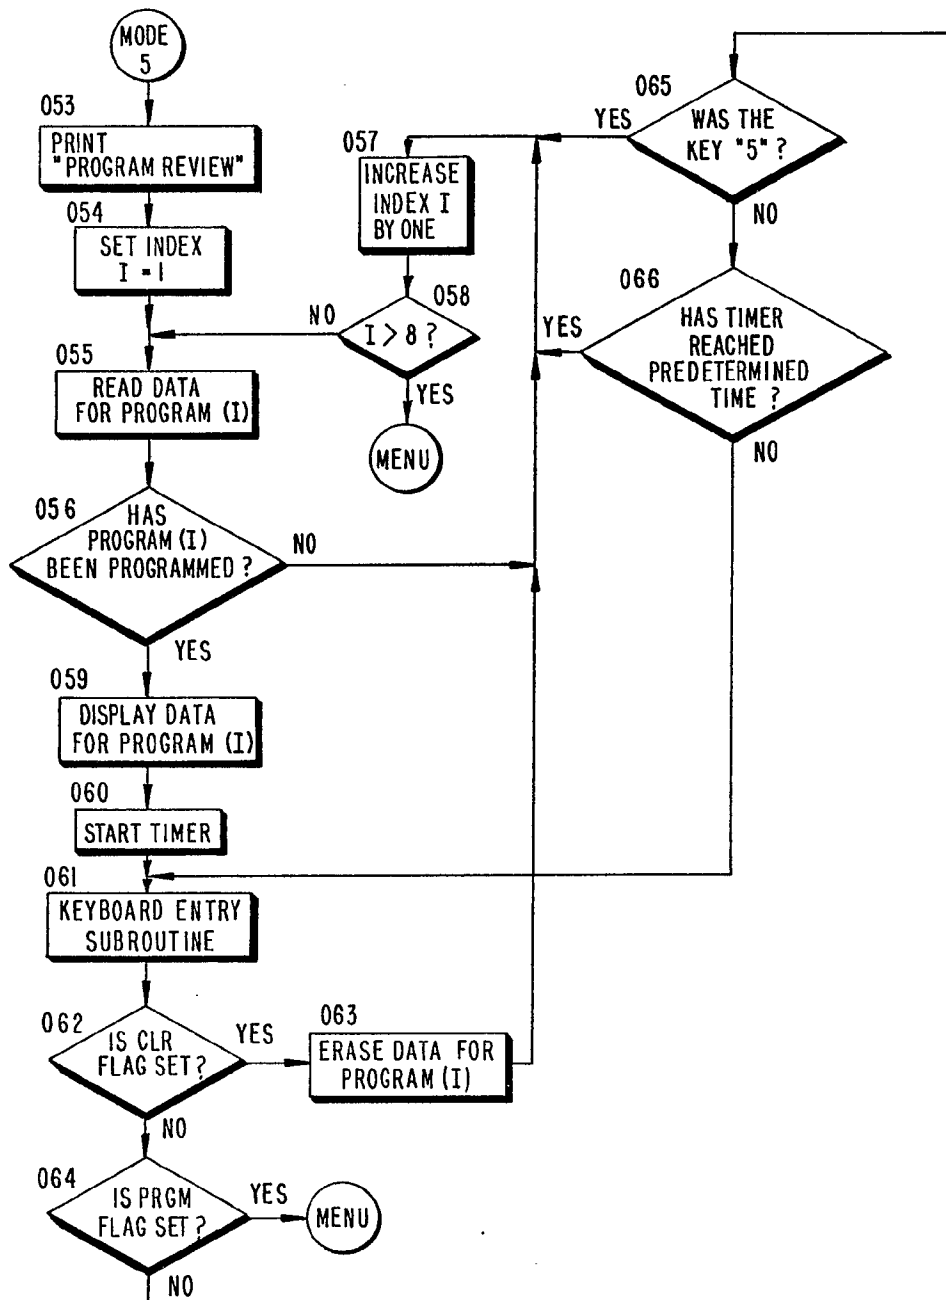 MODE
5
053
PRINT
"PROGRAM REVIEW"
054
SET INDEX
I = 1
055
READ DATA
FOR PROGRAM (I)
056
HAS
PROGRAM (I)
BEEN PROGRAMMED ?
NO
YES
057
INCREASE
INDEX I
BY ONE
058
I > 8 ?
NO
YES
MENU
059
DISPLAY DATA
FOR PROGRAM (I)
060
START TIMER
061
KEYBOARD ENTRY
SUBROUTINE
062
IS CLR
FLAG SET ?
YES
NO
063
ERASE DATA FOR
PROGRAM (I)
064
IS PRGM
FLAG SET ?
YES
MENU
NO
065
WAS THE
KEY "5" ?
YES
NO
066
HAS TIMER
REACHED
PREDETERMINED
TIME ?
YES
NO